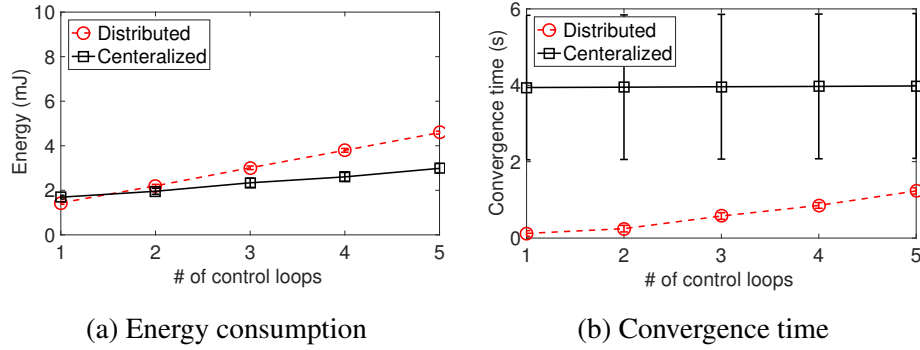 10
8
6
4
2
0
Energy (mJ)
Distributed
Centeralized
1 2 3 4 5
# of control loops
(a) Energy consumption
6
4
2
0
Convergence time (s)
Distributed
Centeralized
1 2 3 4 5
# of control loops
(b) Convergence time